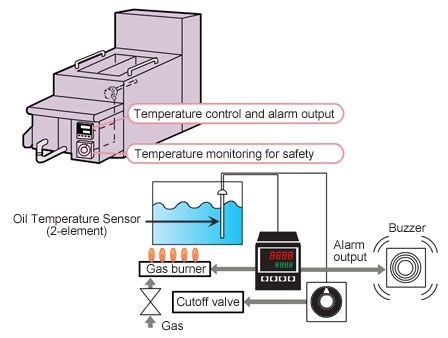 Temperature control and alarm output
Temperature monitoring for safety
Oil Temperature Sensor
(2-element)
Buzzer
8888
8888
Alarm
output
Gas burner
Cutoff valve
Gas